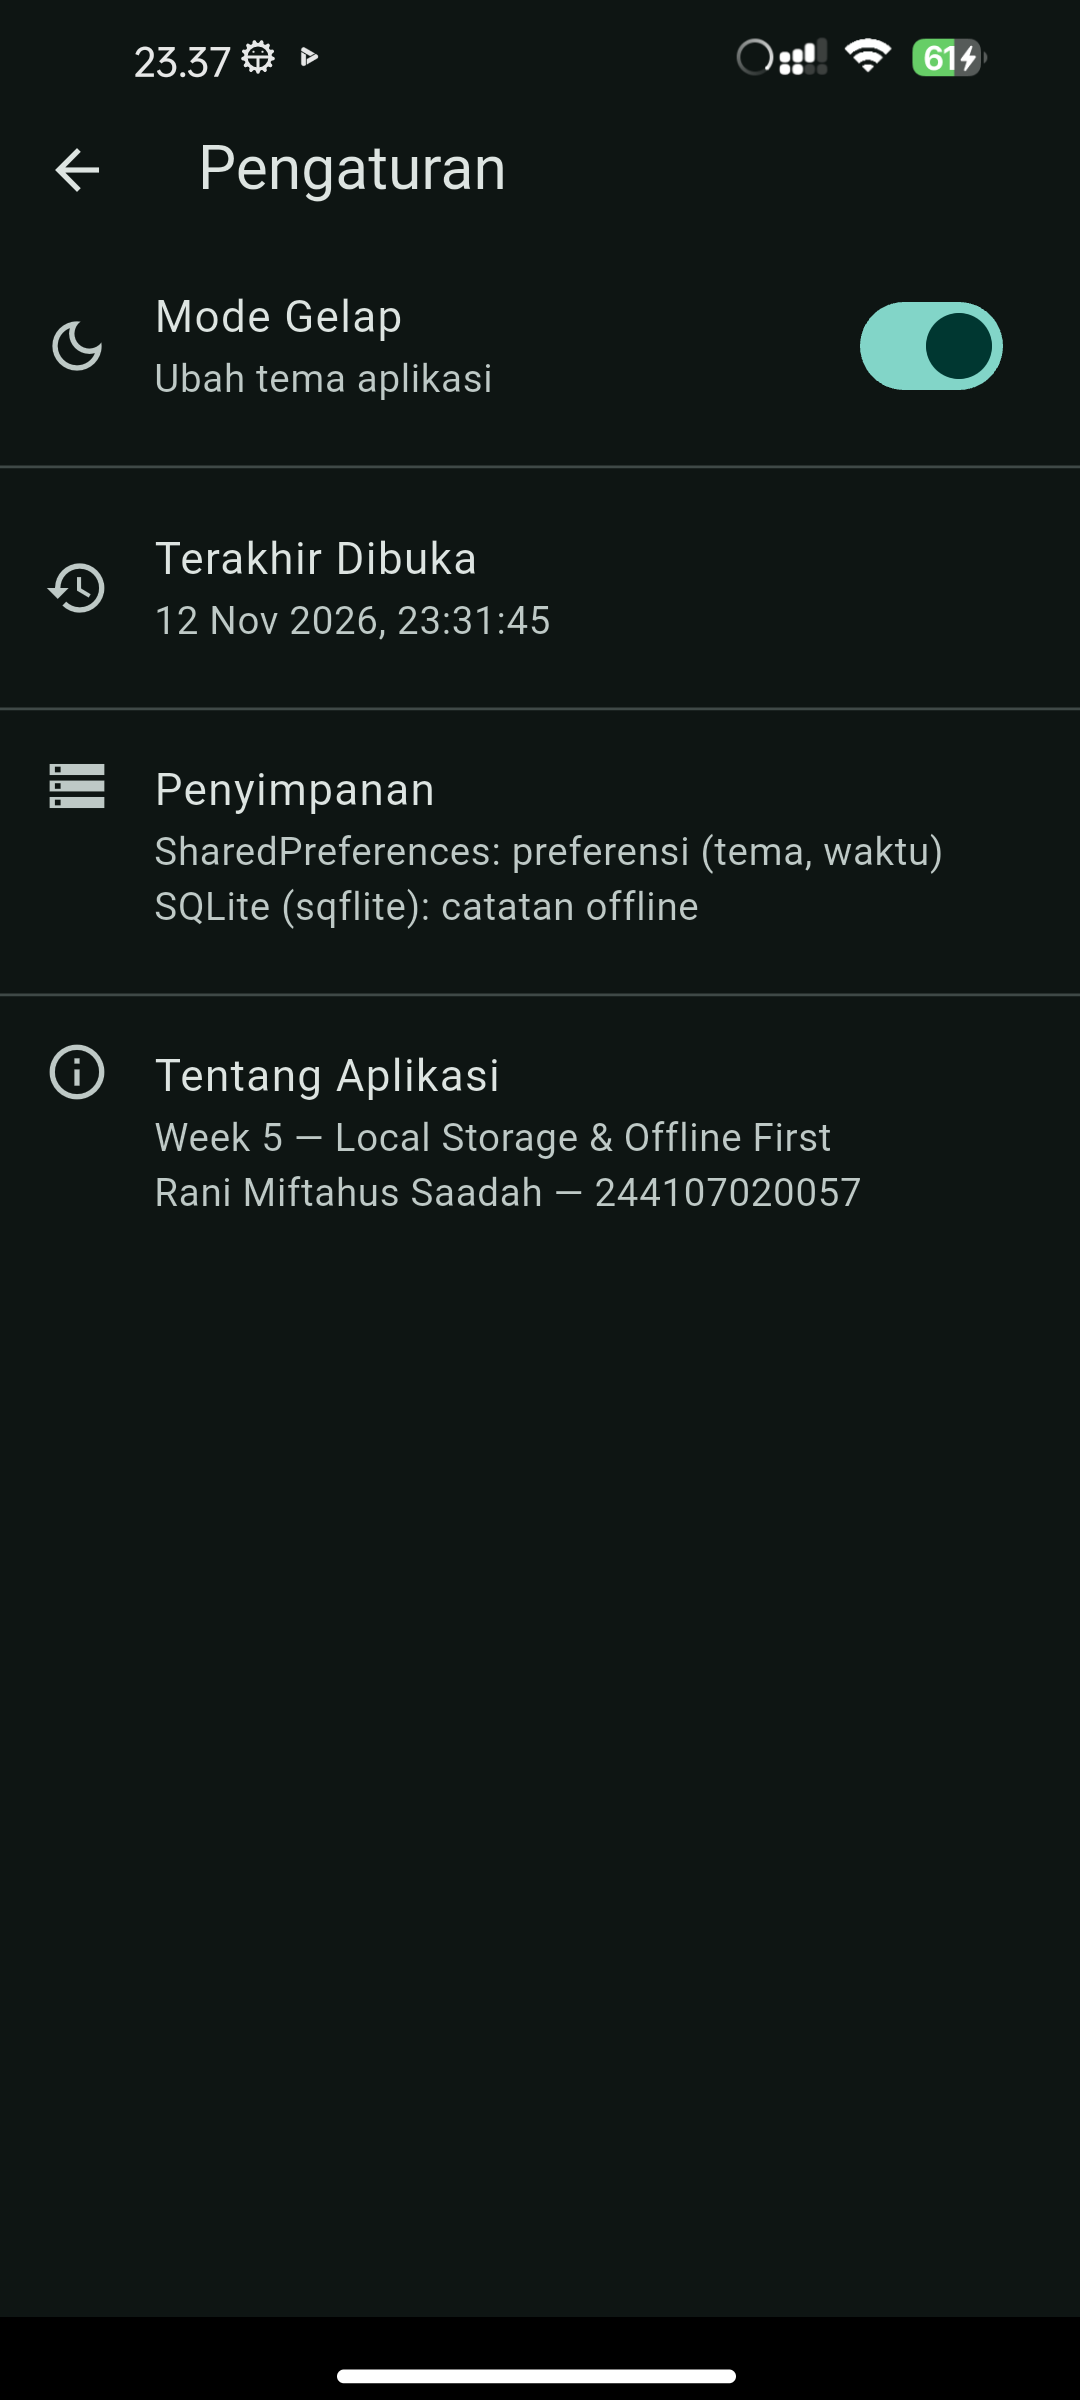 23.37
61
Pengaturan
Mode Gelap
Ubah tema aplikasi
Terakhir Dibuka
12 Nov 2026, 23:31:45
Penyimpanan
SharedPreferences: preferensi (tema, waktu)
SQLite (sqflite): catatan offline
Tentang Aplikasi
Week 5 — Local Storage & Offline First
Rani Miftahus Saadah — 244107020057